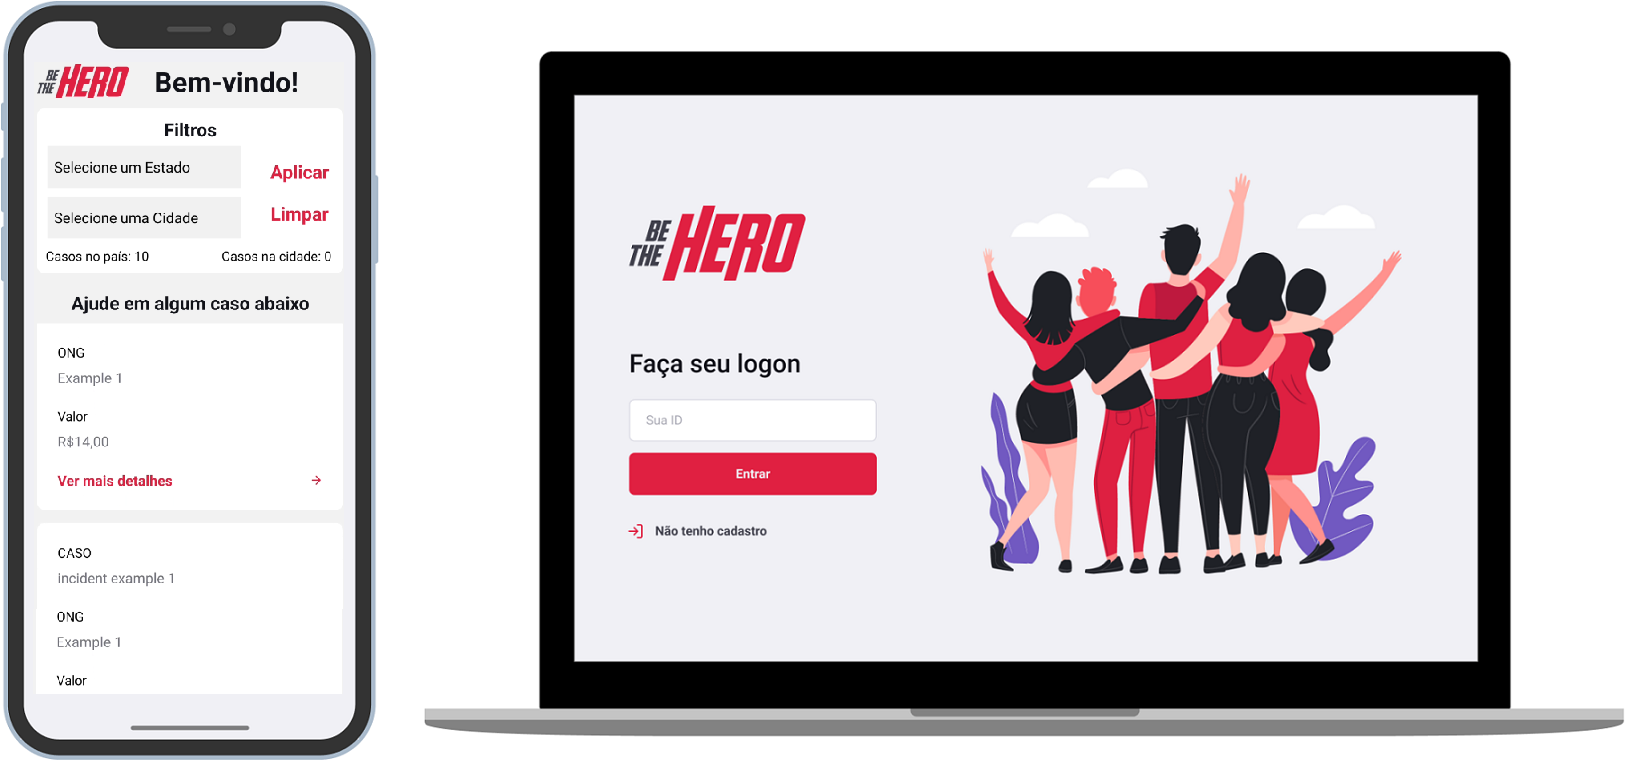 BE
THE
HERO
Bem-vindo!
Filtros
Selecione um Estado
Aplicar
Selecione uma Cidade
Limpar
Casos no país: 10
Casos na cidade: 0
Ajude em algum caso abaixo
ONG
Example 1
Valor
R$14,00
Ver mais detalhes
CASO
incident example 1
ONG
Example 1
Valor
BE
THE
HERO
Faça seu logon
Sua ID
Entrar
Não tenho cadastro